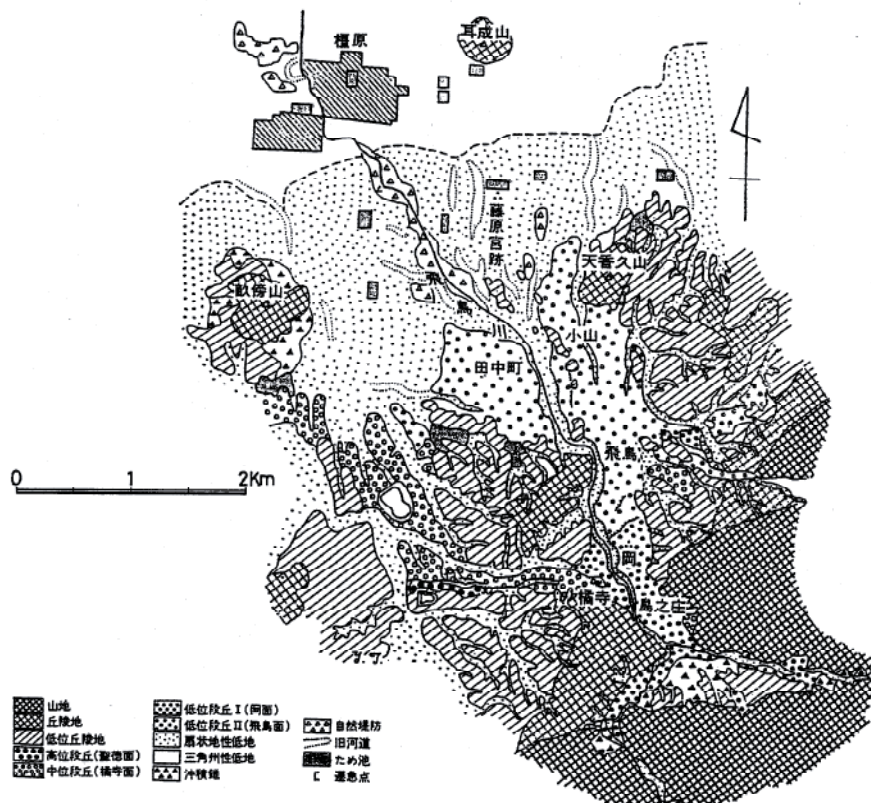 橿原
耳成山
藤原宮跡
天香久山
畝傍山
飛鳥川
小山
田中町
飛鳥
岡
橘寺
島之庄
0 1 2Km
山地
丘陵地
低位丘陵地
高位段丘(聖徳面)
中位段丘(橘寺面)
低位段丘Ⅰ(岡面)
低位段丘Ⅱ(飛鳥面)
扇状地性低地
三角州性低地
沖積錐
自然堤防
旧河道
ため池
遷急点